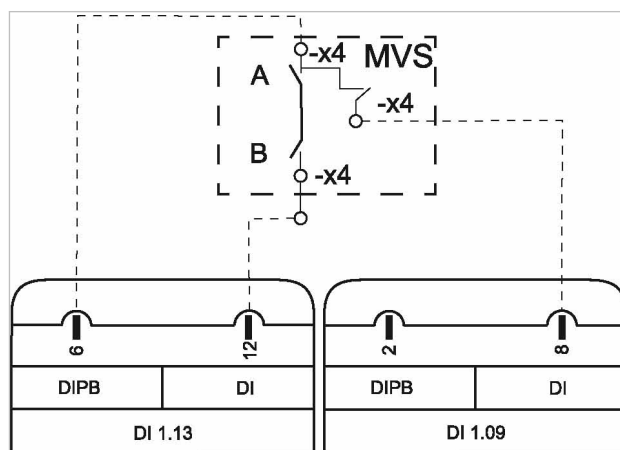 -x4 MVS
A
-x4
B
-x4
6 12 2 8
DIPB DI DIPB DI
DI 1.13 DI 1.09